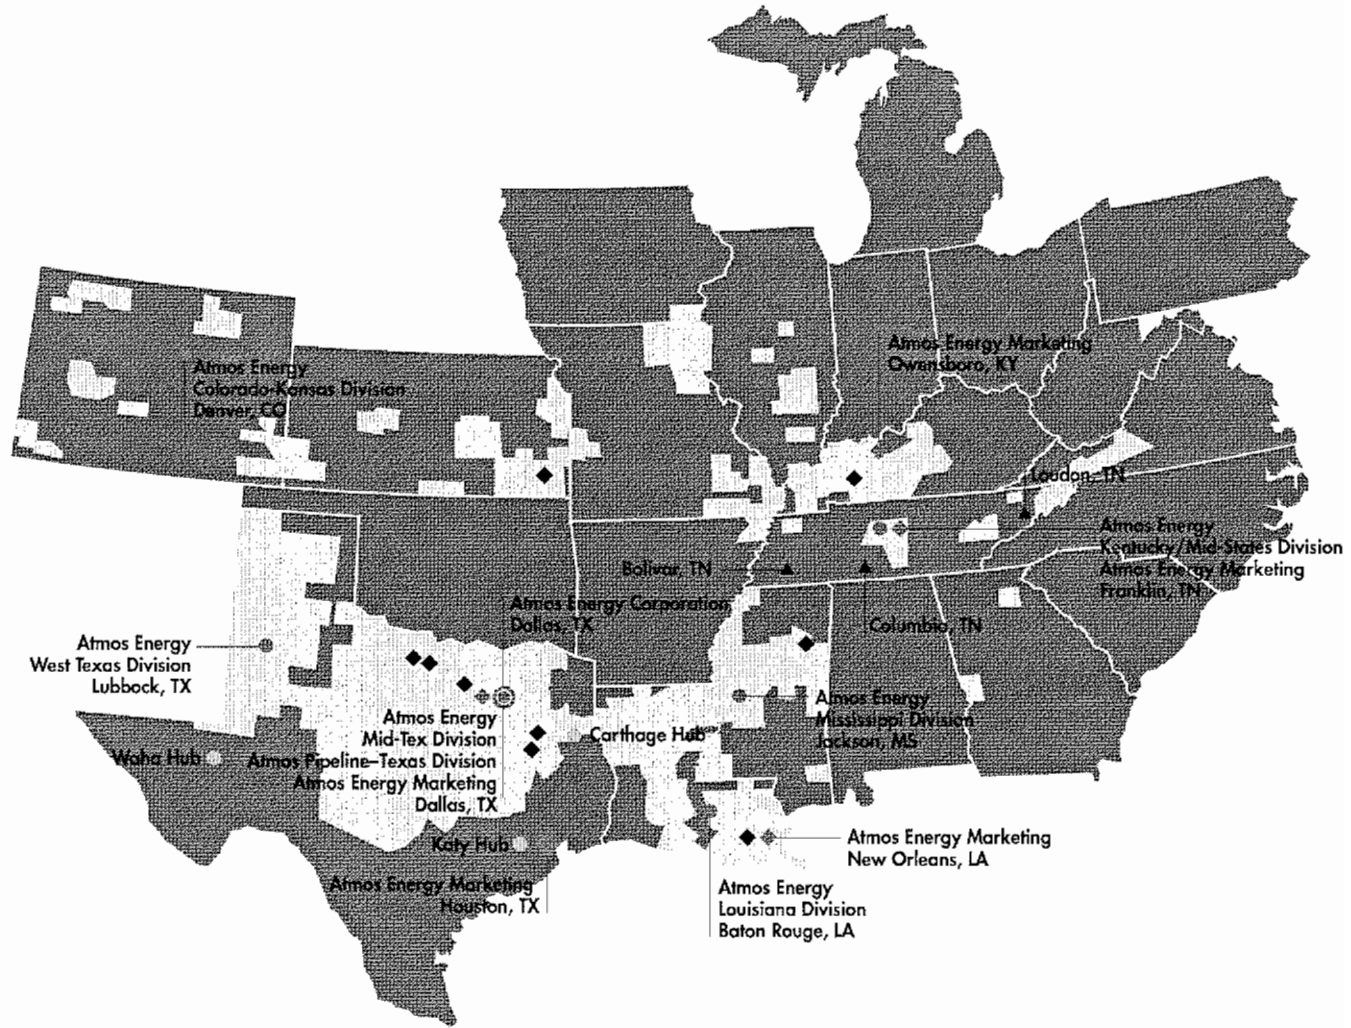 Atmos Energy Marketing
Owensboro, KY
Atmos Energy
Colorado-Kansas Division
Denver, CO
Loudon, TN
Atmos Energy
Kentucky/Mid-States Division
Atmos Energy Marketing
Franklin, TN
Bolivar, TN
Columbia, TN
Atmos Energy Corporation
Dallas, TX
Atmos Energy
West Texas Division
Lubbock, TX
Atmos Energy
Mississippi Division
Jackson, MS
Atmos Energy
Mid-Tex Division
Atmos Pipeline–Texas Division
Atmos Energy Marketing
Dallas, TX
Carthage Hub
Waha Hub
Katy Hub
Atmos Energy Marketing
New Orleans, LA
Atmos Energy Marketing
Houston, TX
Atmos Energy
Louisiana Division
Baton Rouge, LA